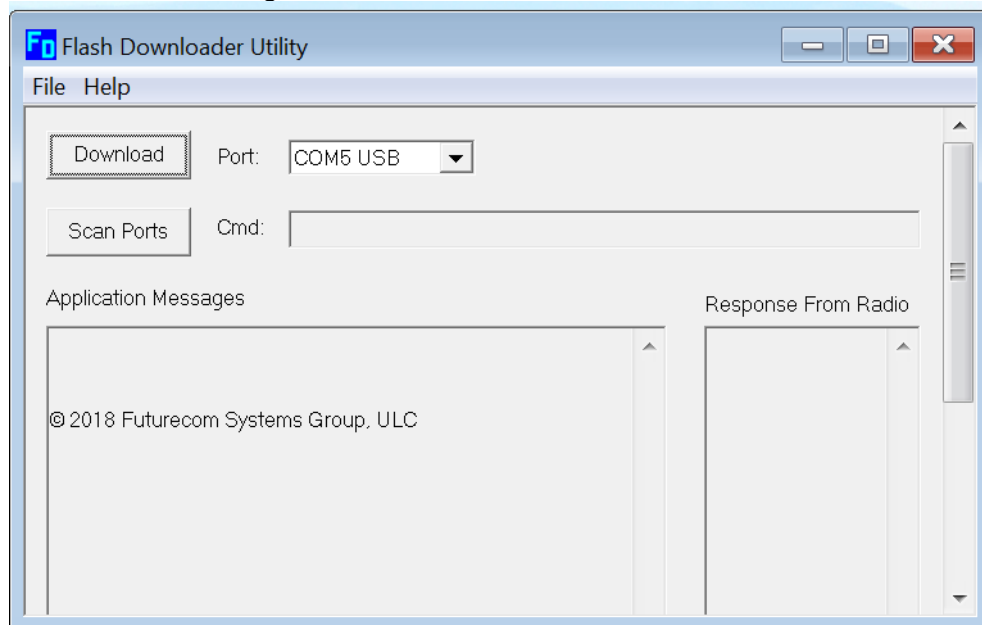 FD Flash Downloader Utility
File Help
Download Port: COM5 USB
Scan Ports Cmd:
Application Messages
Response From Radio
© 2018 Futurecom Systems Group, ULC